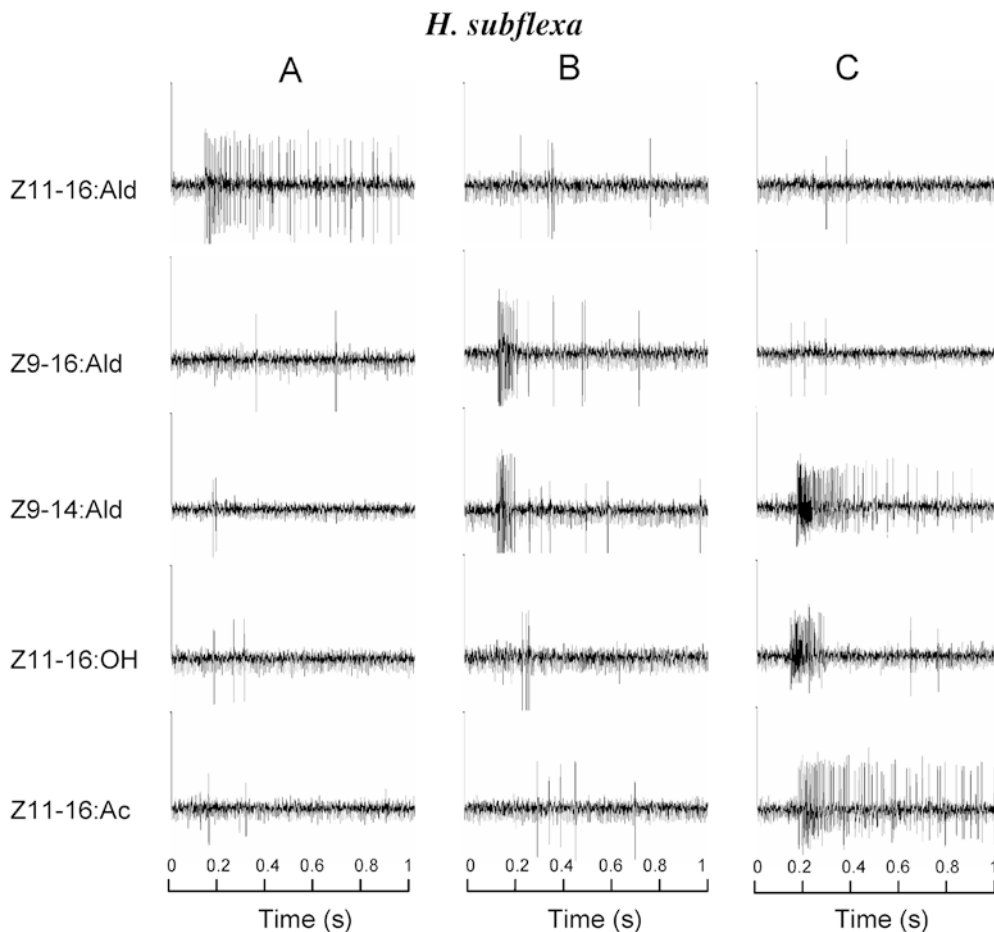 H. subflexa
A B C
Z11-16:Ald
Z9-16:Ald
Z9-14:Ald
Z11-16:OH
Z11-16:Ac
0 0.2 0.4 0.6 0.8 1 0 0.2 0.4 0.6 0.8 1 0 0.2 0.4 0.6 0.8 1
Time (s) Time (s) Time (s)